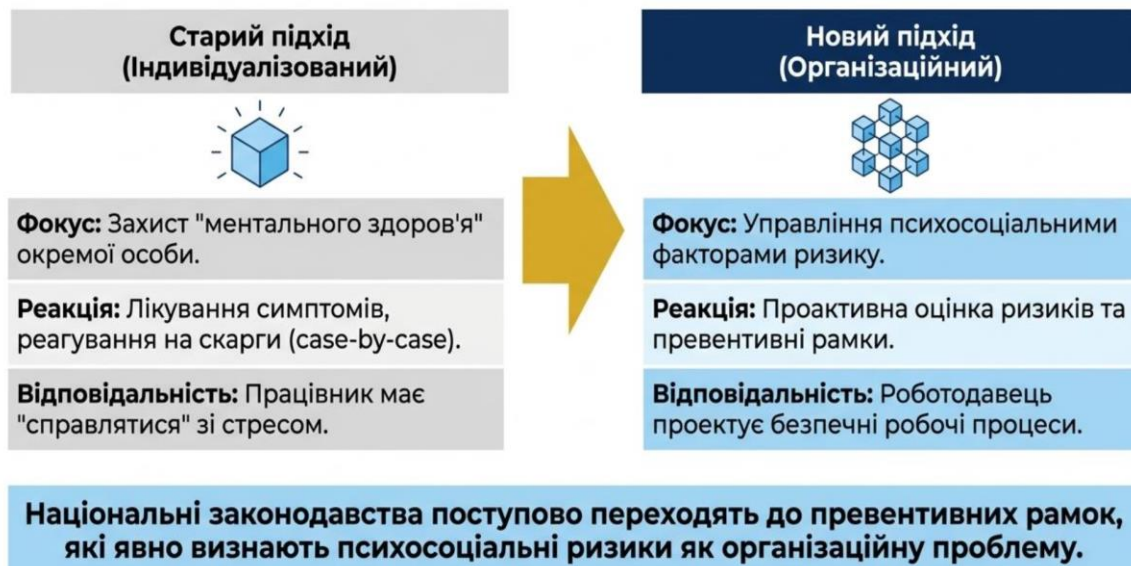 Старий підхід
(Індивідуалізований)
Фокус: Захист "ментального здоров'я"
окремої особи.
Реакція: Лікування симптомів,
реагування на скарги (case-by-case).
Відповідальність: Працівник має
"справлятися" зі стресом.
Новий підхід
(Організаційний)
Фокус: Управління психосоціальними
факторами ризику.
Реакція: Проактивна оцінка ризиків та
превентивні рамки.
Відповідальність: Роботодавець
проектує безпечні робочі процеси.
Національні законодавства поступово переходять до превентивних рамок,
які явно визнають психосоціальні ризики як організаційну проблему.